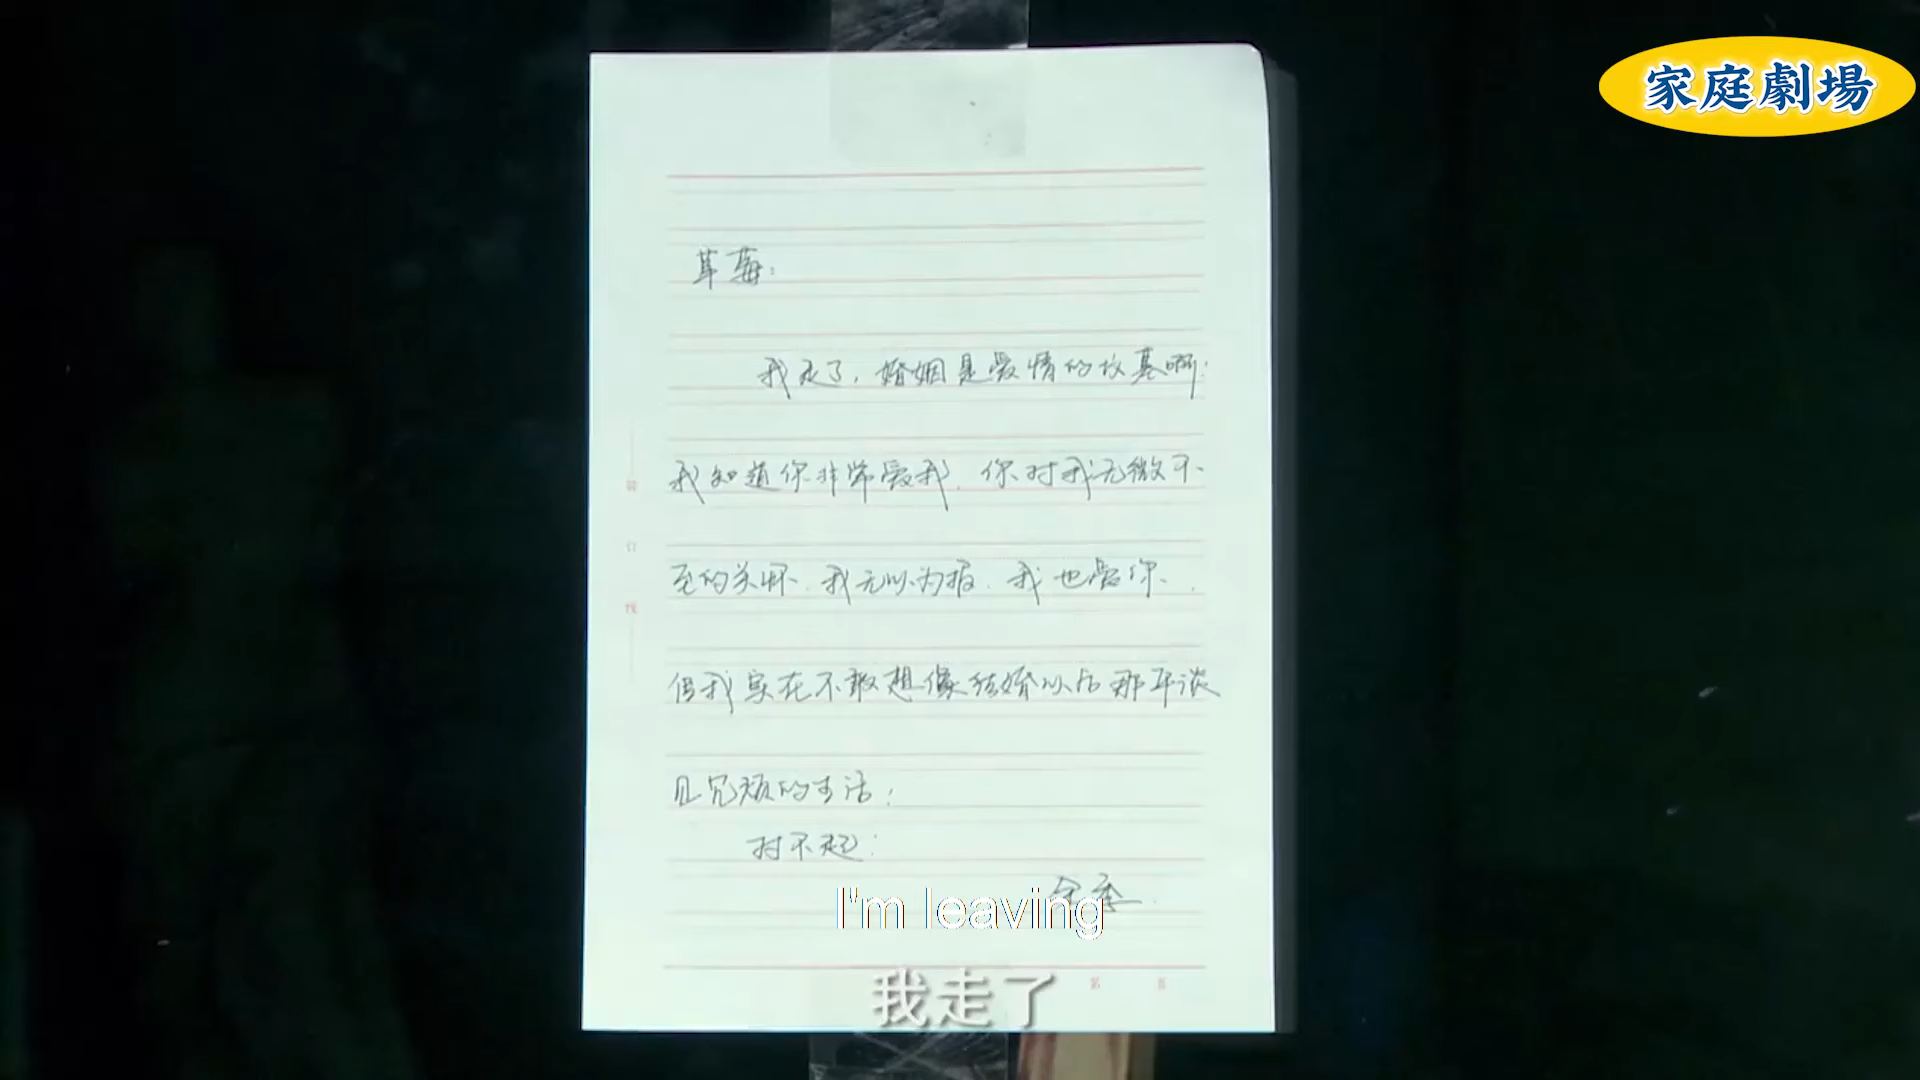 家庭劇場
草莓:
我走了,婚姻是爱情的坟墓啊!
我知道你非常爱我,你对我无微不
至的关怀,我无以为报,我也爱你,
但我实在不敢想像结婚以后那平淡
且冗烦的生活!
对不起!
I'm leaving
我走了
第 页